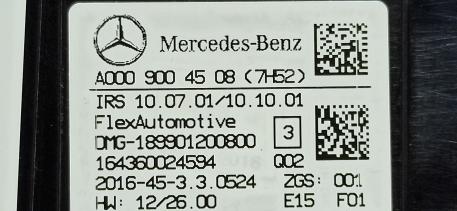 Mercedes-Benz
A000 900 45 08 (7H52)
IRS 10.07.01/10.10.01
FlexAutomotive
DMG-189901200800 3
164360024594 Q02
2016-45-3.3.0524 ZGS: 001
HW: 12/26.00 E15 F01